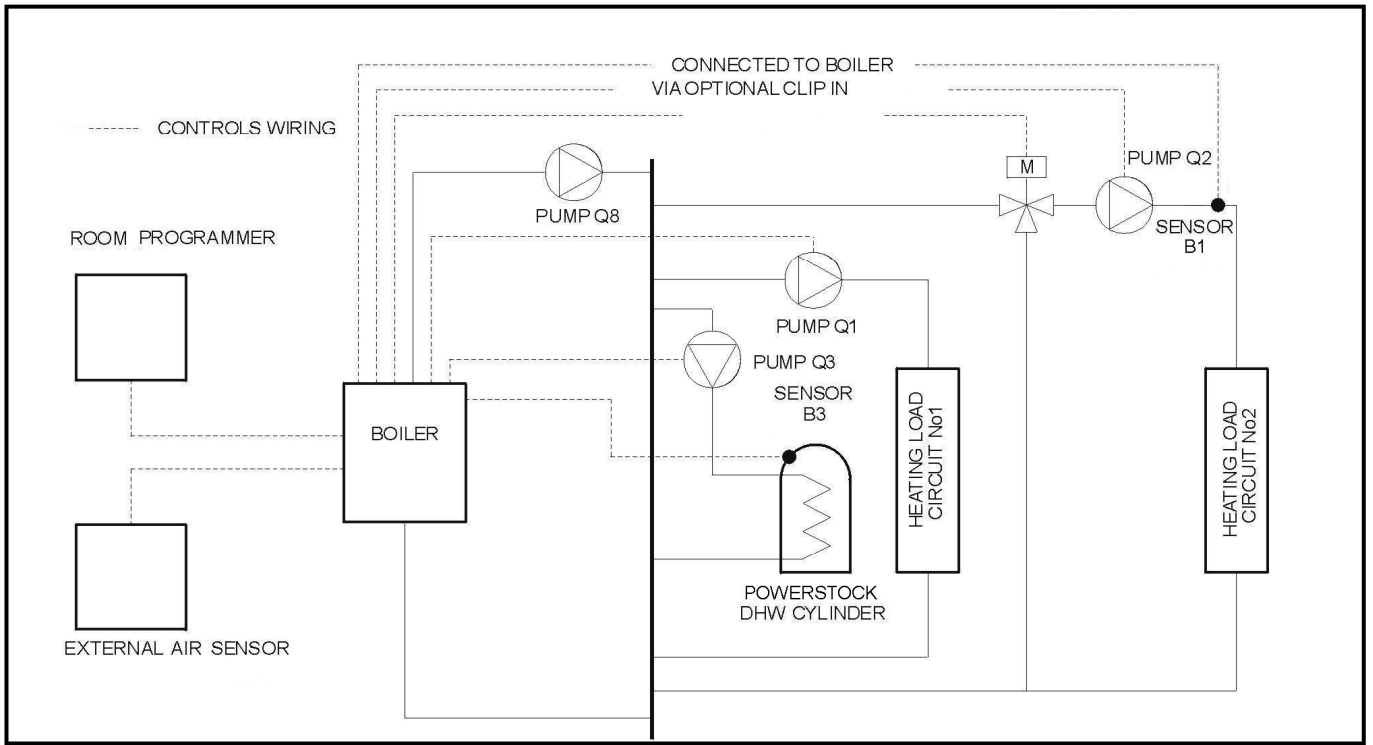 CONNECTED TO BOILER
VIA OPTIONAL CLIP IN
CONTROLS WIRING
PUMP Q2
M
PUMP Q8
SENSOR
B1
ROOM PROGRAMMER
PUMP Q1
PUMP Q3
SENSOR
B3
BOILER
HEATING LOAD
CIRCUIT No1
HEATING LOAD
CIRCUIT No2
POWERSTOCK
DHW CYLINDER
EXTERNAL AIR SENSOR